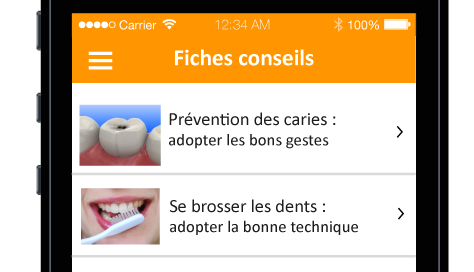 Carrier 12:34 AM 100%
Fiches conseils
Prévention des caries :
adopter les bons gestes
Se brosser les dents :
adopter la bonne technique